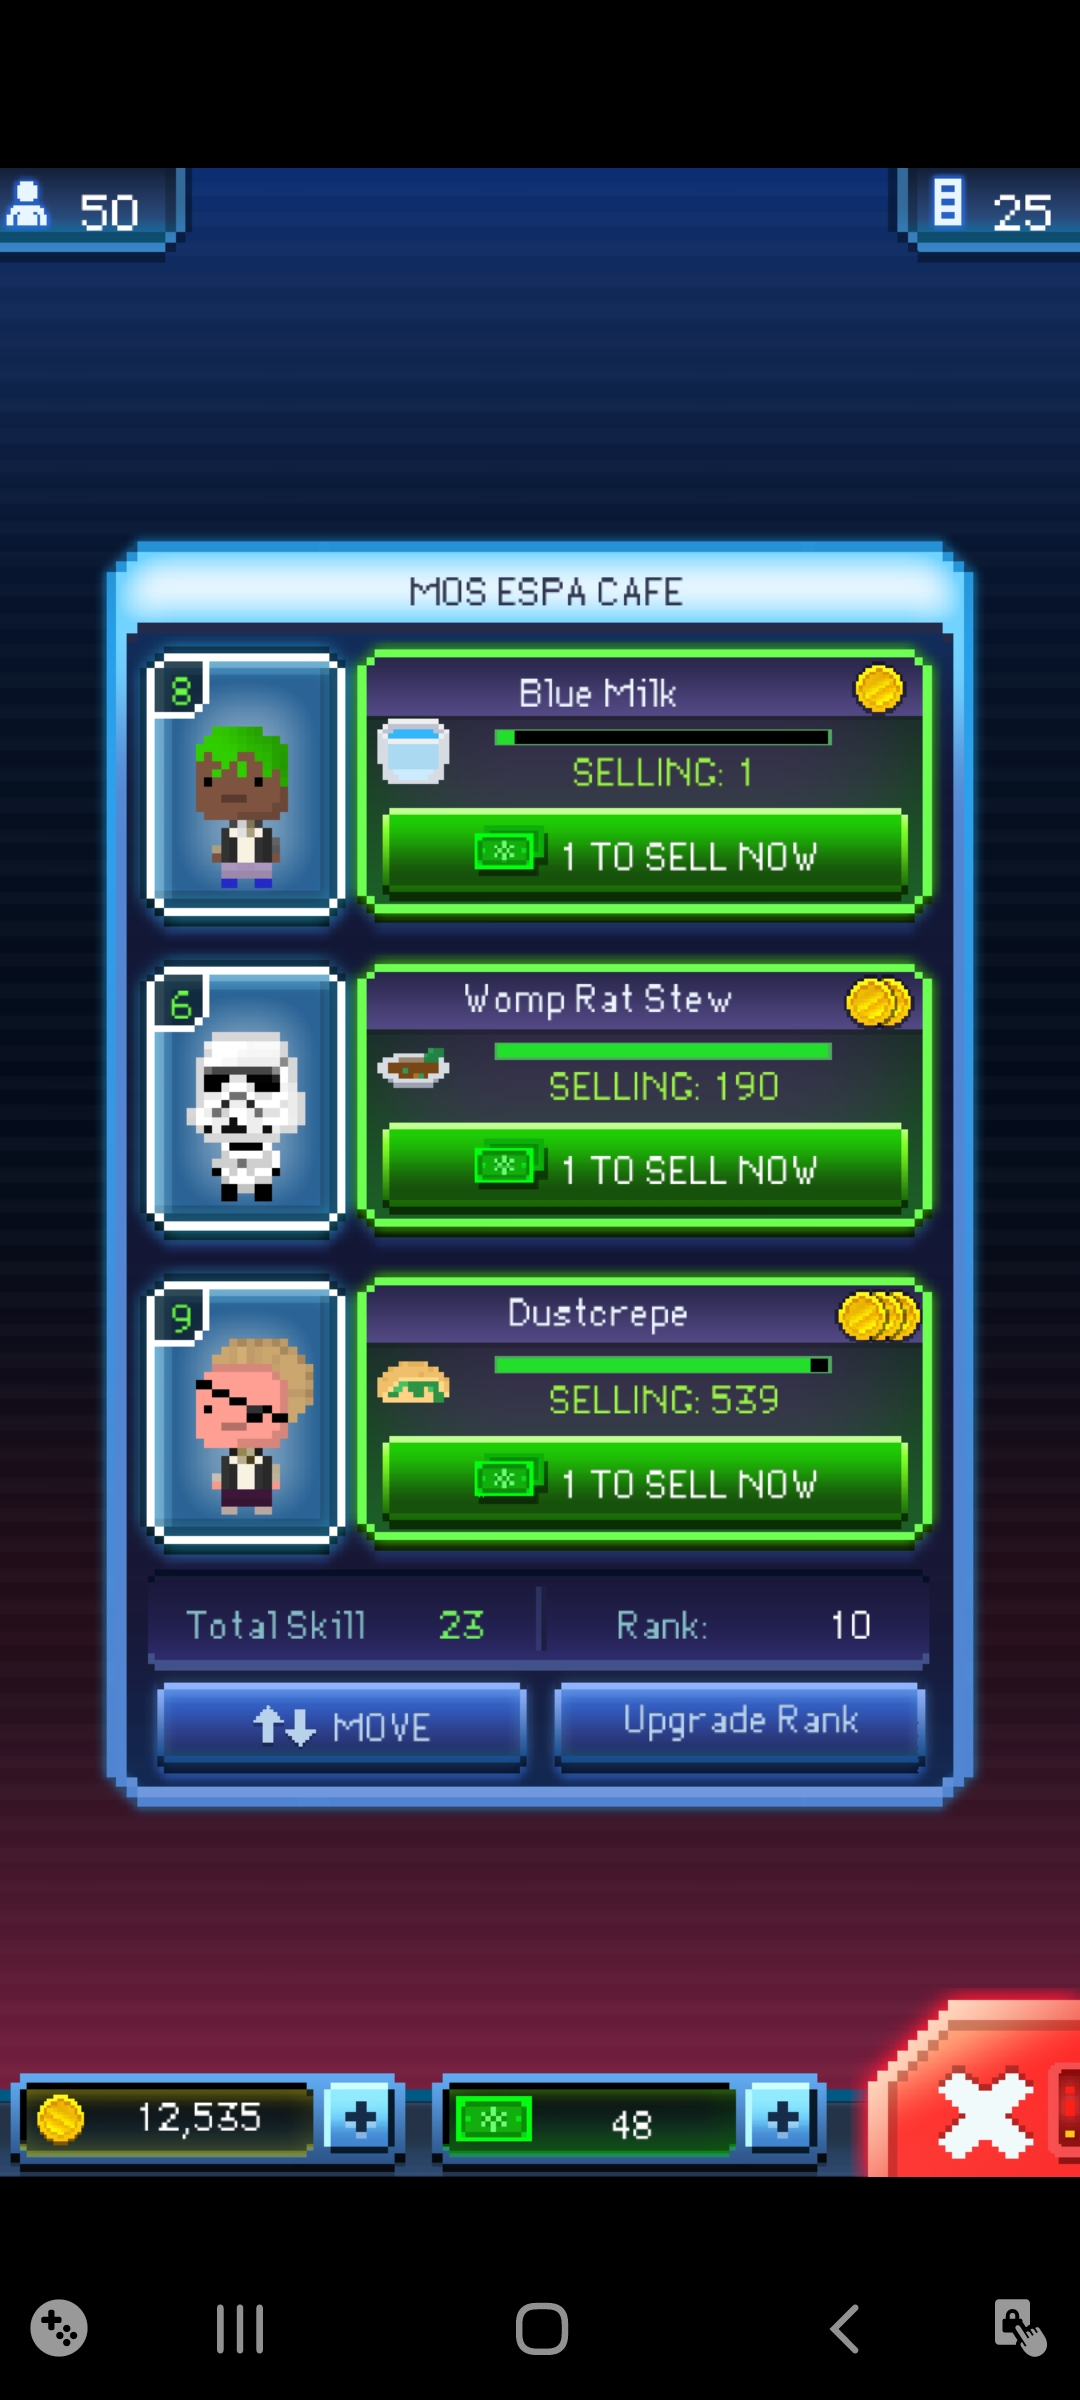 50
25
MOS ESPA CAFE
8
Blue Milk
SELLING: 1
1 TO SELL NOW
6
Womp Rat Stew
SELLING: 190
1 TO SELL NOW
9
Dustcrepe
SELLING: 539
1 TO SELL NOW
Total Skill 23 Rank: 10
MOVE Upgrade Rank
12,535 + 48 +